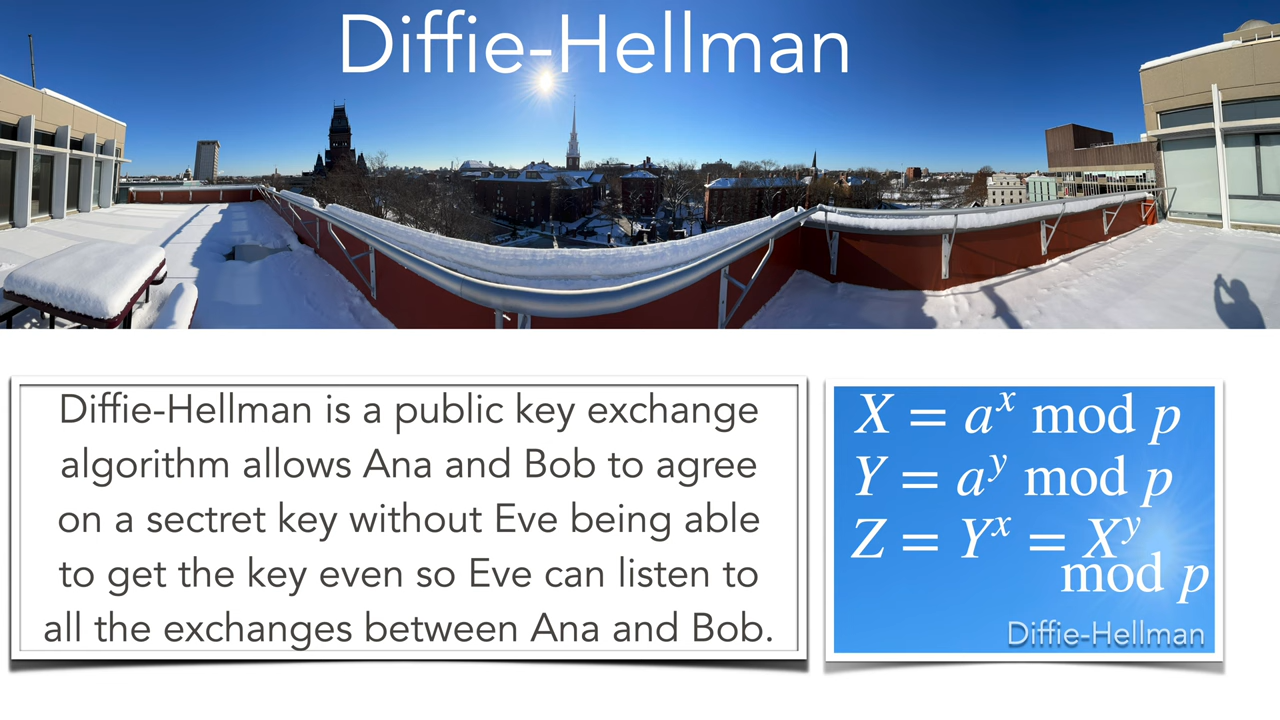 Diffie-Hellman
Diffie-Hellman is a public key exchange
algorithm allows Ana and Bob to agree
on a sectret key without Eve being able
to get the key even so Eve can listen to
all the exchanges between Ana and Bob.
X = a^x mod p
Y = a^y mod p
Z = Y^x = X^y
mod p
Diffie-Hellman